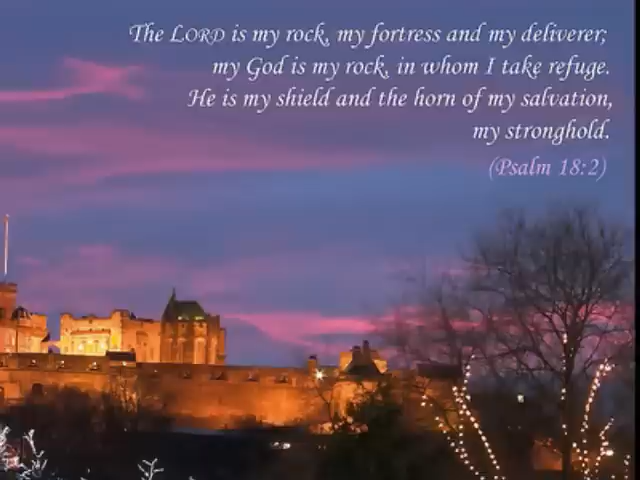 The LORD is my rock, my fortress and my deliverer;
my God is my rock, in whom I take refuge.
He is my shield and the horn of my salvation,
my stronghold.
(Psalm 18:2)